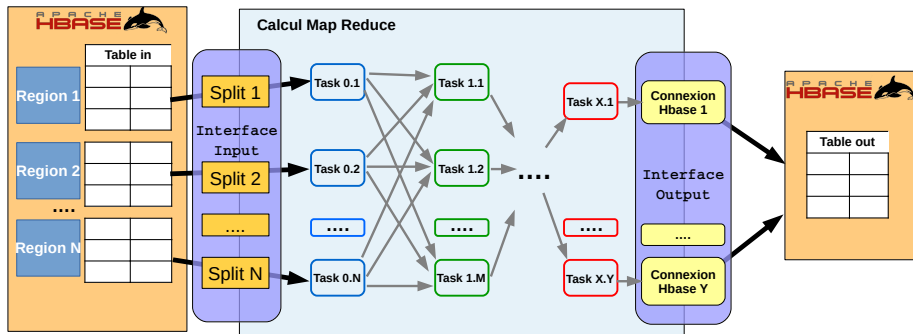 APACHE
HBASE
Table in
Region 1
Region 2
....
Region N
Interface
Input
Split 1
Split 2
....
Split N
Calcul Map Reduce
Task 0.1
Task 0.2
....
Task 0.N
Task 1.1
Task 1.2
....
Task 1.M
....
Task X.1
....
Task X.Y
Connexion
Hbase 1
Interface
Output
....
Connexion
Hbase Y
APACHE
HBASE
Table out